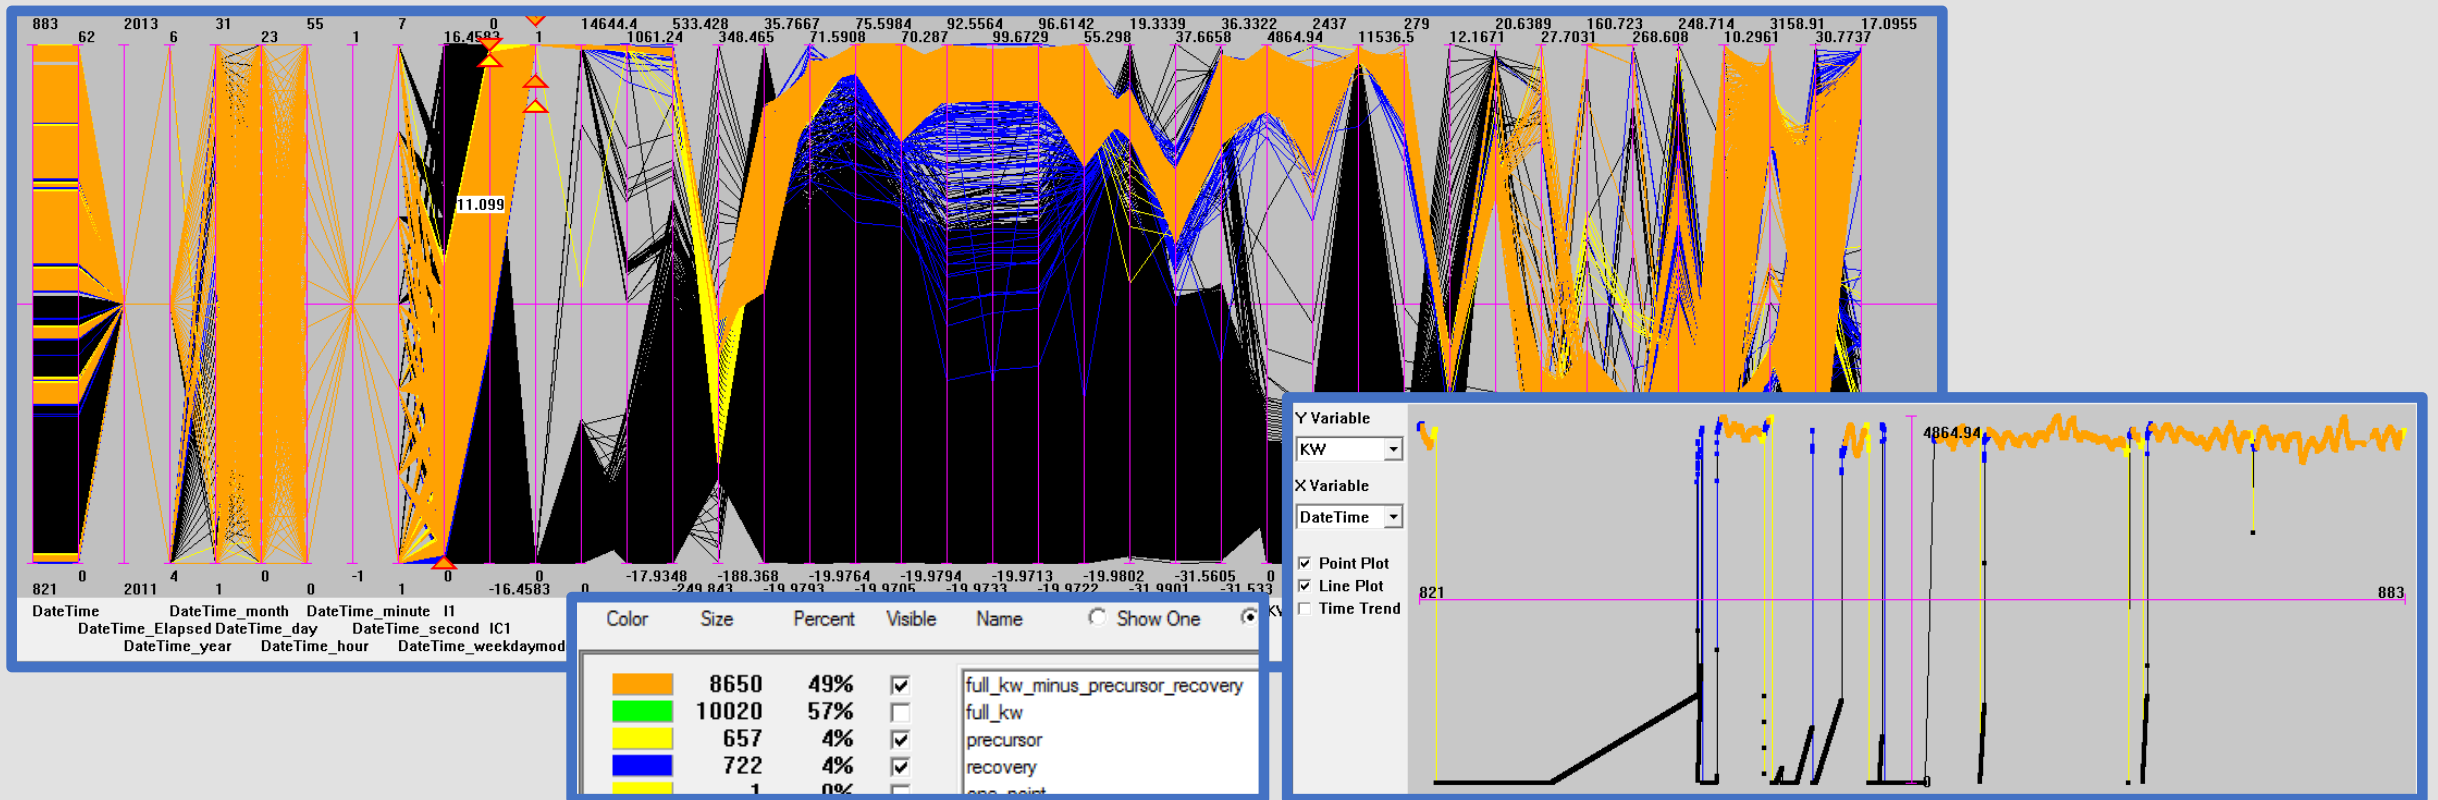 883 2013 31 55 7 0 14644.4 533.428 35.7667 75.5984 92.5564 96.6142 19.3339 36.3322 2437 279 20.6389 160.723 248.714 3158.91 17.0955
62 6 23 1 16.4583 1 1061.24 348.465 71.5908 70.287 99.6729 55.298 37.6658 4864.94 11536.5 12.1671 27.7031 268.608 10.2961 30.7737
11.099
0 4 0 -1 0 0 -17.9348 -188.368 -19.9764 -19.9794 -19.9713 -19.9802 -31.5605 0
821 2011 1 0 1 -16.4583 0 -249.843 -19.9793 -19.9705 -19.9733 -19.9722 -31.9901 -31.533
DateTime DateTime_month DateTime_minute I1
DateTime_Elapsed DateTime_day DateTime_second IC1
DateTime_year DateTime_hour DateTime_weekdaymod
KV
Color Size Percent Visible Name Show One
8650 49% full_kw_minus_precursor_recovery
10020 57% full_kw
657 4% precursor
722 4% recovery
1 0% one_point
Y Variable
KW
X Variable
DateTime
Point Plot
Line Plot
Time Trend
4864.94
821 883
0